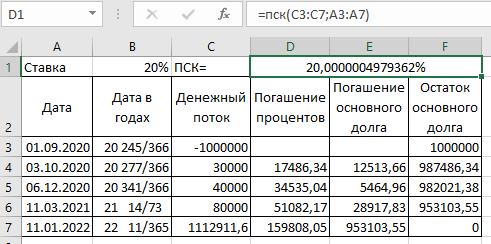 D1 fx =пск(C3:C7;A3:A7)
A B C D E F
1 Ставка 20% ПСК= 20,0000004979362%
2 Дата Дата в годах Денежный поток Погашение процентов Погашение основного долга Остаток основного долга
3 01.09.2020 20 245/366 -1000000 1000000
4 03.10.2020 20 277/366 30000 17486,34 12513,66 987486,34
5 06.12.2020 20 341/366 40000 34535,04 5464,96 982021,38
6 11.03.2021 21 14/73 80000 51082,17 28917,83 953103,55
7 11.01.2022 22 11/365 1112911,6 159808,05 953103,55 0